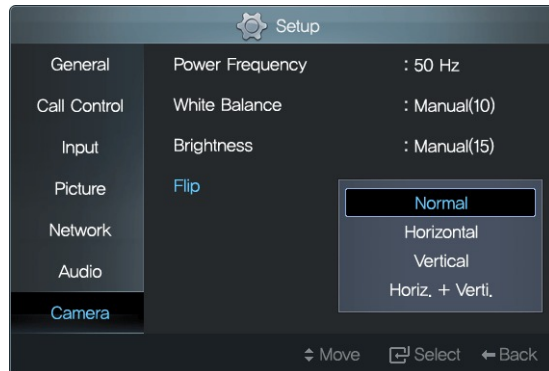 Setup
General
Call Control
Input
Picture
Network
Audio
Camera
Power Frequency : 50 Hz
White Balance : Manual(10)
Brightness : Manual(15)
Flip
Normal
Horizontal
Vertical
Horiz. + Verti.
Move Select Back